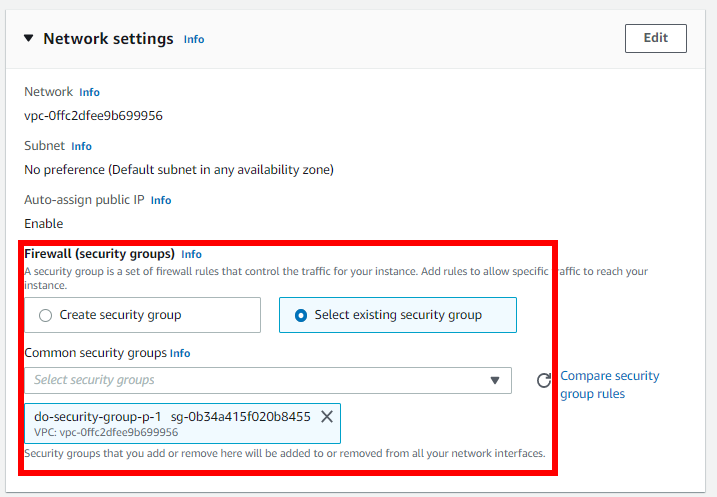 Network settings Info Edit
Network Info
vpc-0ffc2dfee9b699956
Subnet Info
No preference (Default subnet in any availability zone)
Auto-assign public IP Info
Enable
Firewall (security groups) Info
A security group is a set of firewall rules that control the traffic for your instance. Add rules to allow specific traffic to reach your
instance.
Create security group Select existing security group
Common security groups Info
Select security groups
Compare security
group rules
do-security-group-p-1 sg-0b34a415f020b8455
VPC: vpc-0ffc2dfee9b699956
Security groups that you add or remove here will be added to or removed from all your network interfaces.